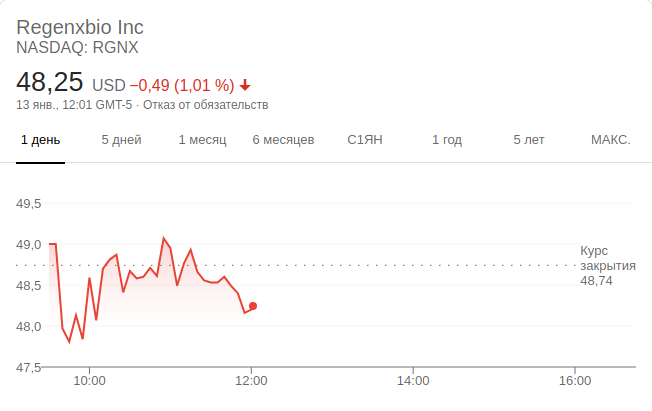 Regenxbio Inc
NASDAQ: RGNX
48,25 USD −0,49 (1,01 %)
13 янв., 12:01 GMT-5 · Отказ от обязательств
1 день 5 дней 1 месяц 6 месяцев С1ЯН 1 год 5 лет МАКС.
49,5
49,0
48,5
48,0
47,5
Курс
закрытия
48,74
10:00 12:00 14:00 16:00